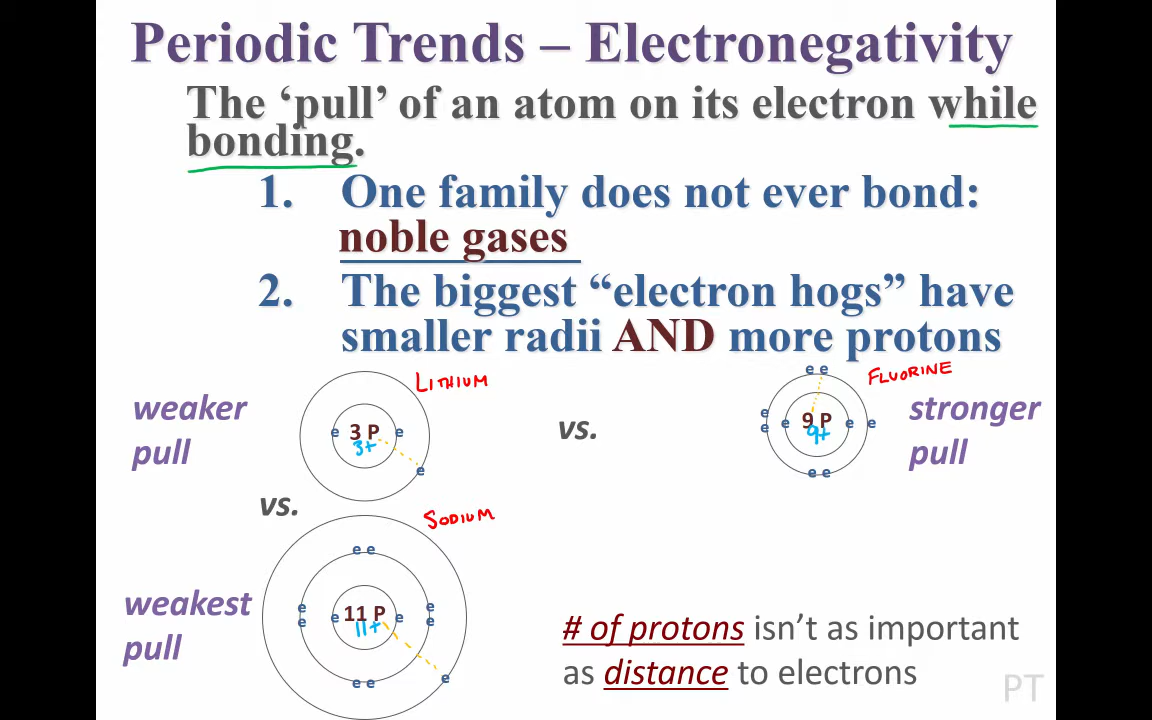 Periodic Trends – Electronegativity
The ‘pull’ of an atom on its electron while
bonding.
1. One family does not ever bond:
noble gases
2. The biggest “electron hogs” have
smaller radii AND more protons
weaker
pull
LITHIUM
e 3 P e
3+
e
vs.
FLUORINE
e e
e
e
e 9 P e e
9+
e e
stronger
pull
vs.
SODIUM
weakest
pull
e e
e
e
e 11 P e
11+
e
e
e e
e
# of protons isn’t as important
as distance to electrons
PT